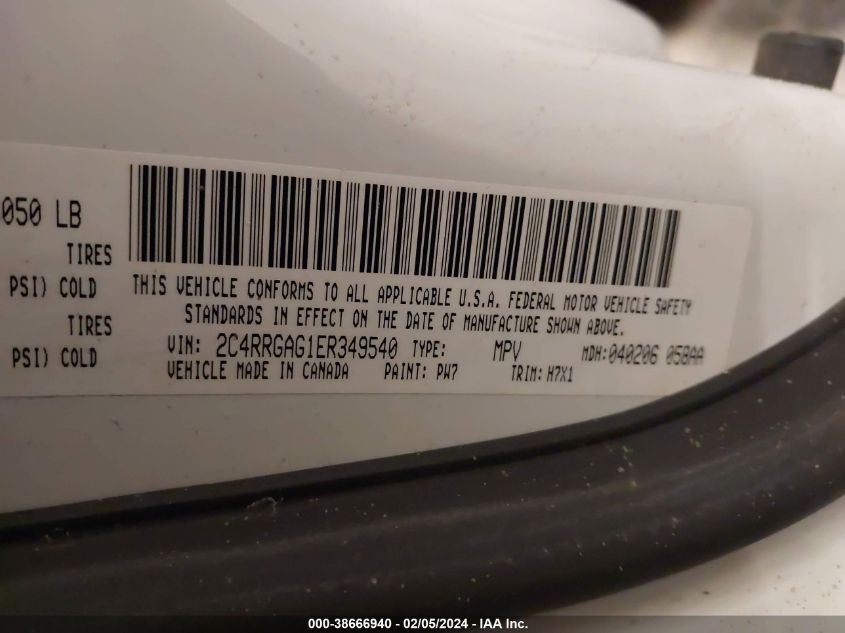 050 LB
TIRES
PSI) COLD
TIRES
PSI) COLD
THIS VEHICLE CONFORMS TO ALL APPLICABLE U.S.A. FEDERAL MOTOR VEHICLE SAFETY
STANDARDS IN EFFECT ON THE DATE OF MANUFACTURE SHOWN ABOVE.
VIN: 2C4RRGAG1ER349540 TYPE: MPV MDH: 040206 05BAA
VEHICLE MADE IN CANADA PAINT: PW7 TRIM: H7X1
000-38666940 - 02/05/2024 - IAA Inc.